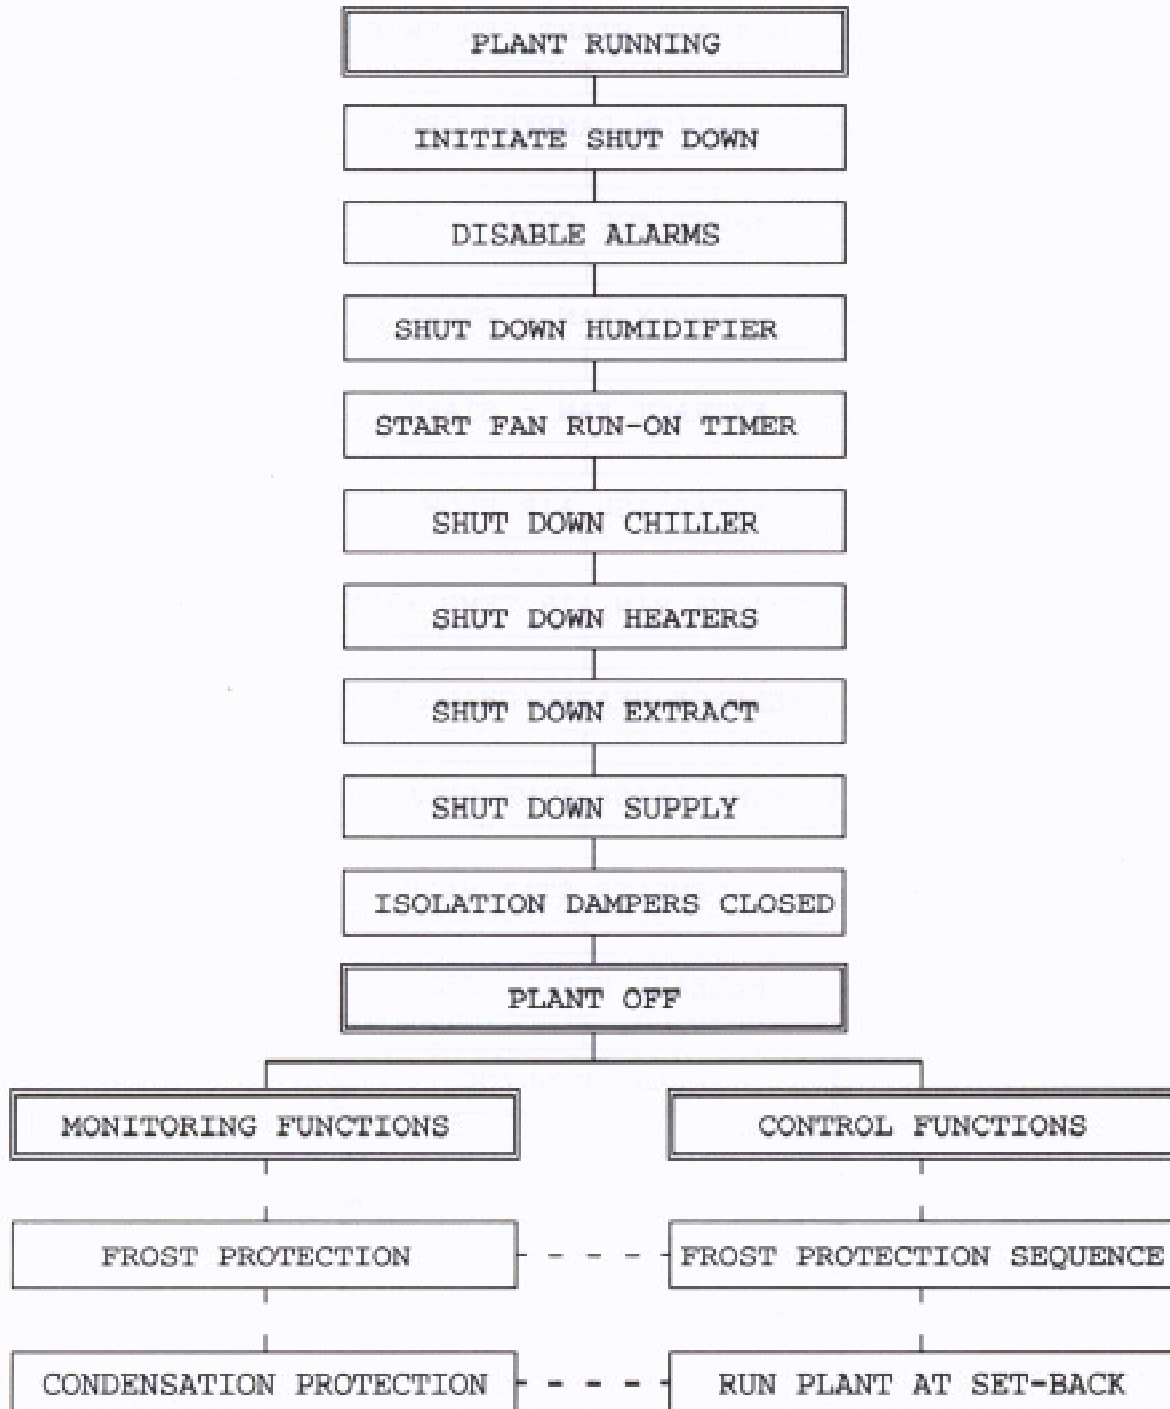 PLANT RUNNING
INITIATE SHUT DOWN
DISABLE ALARMS
SHUT DOWN HUMIDIFIER
START FAN RUN-ON TIMER
SHUT DOWN CHILLER
SHUT DOWN HEATERS
SHUT DOWN EXTRACT
SHUT DOWN SUPPLY
ISOLATION DAMPERS CLOSED
PLANT OFF
MONITORING FUNCTIONS
CONTROL FUNCTIONS
FROST PROTECTION
FROST PROTECTION SEQUENCE
CONDENSATION PROTECTION
RUN PLANT AT SET-BACK